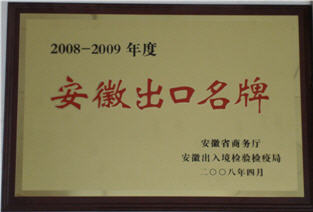 2008-2009 年度
安徽出口名牌
安徽省商务厅
安徽出入境检验检疫局
二〇〇八年四月